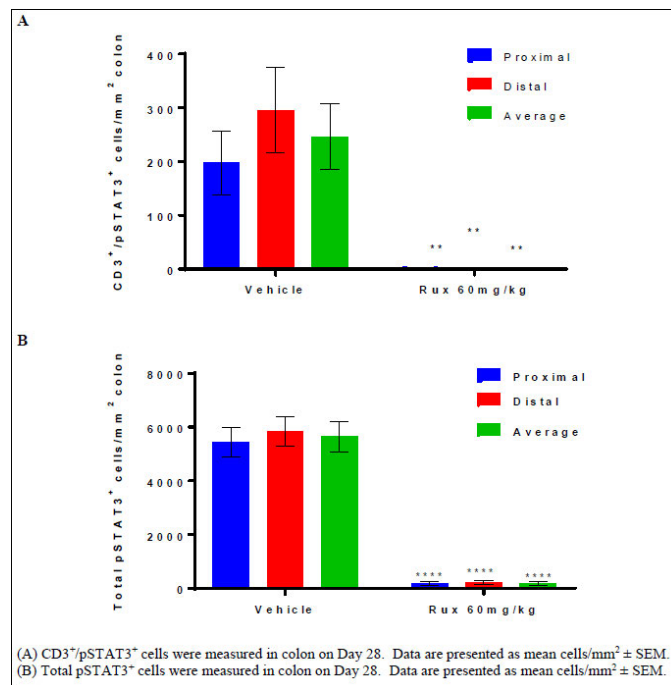 A
CD3+/pSTAT3+ cells/mm2 colon
400
300
200
100
0
Proximal
Distal
Average
**
**
**
Vehicle
Rux 60mg/kg
B
Total pSTAT3+ cells/mm2 colon
8000
6000
4000
2000
0
Proximal
Distal
Average
****
****
****
Vehicle
Rux 60mg/kg
(A) CD3+/pSTAT3+ cells were measured in colon on Day 28. Data are presented as mean cells/mm2 ± SEM.
(B) Total pSTAT3+ cells were measured in colon on Day 28. Data are presented as mean cells/mm2 ± SEM.